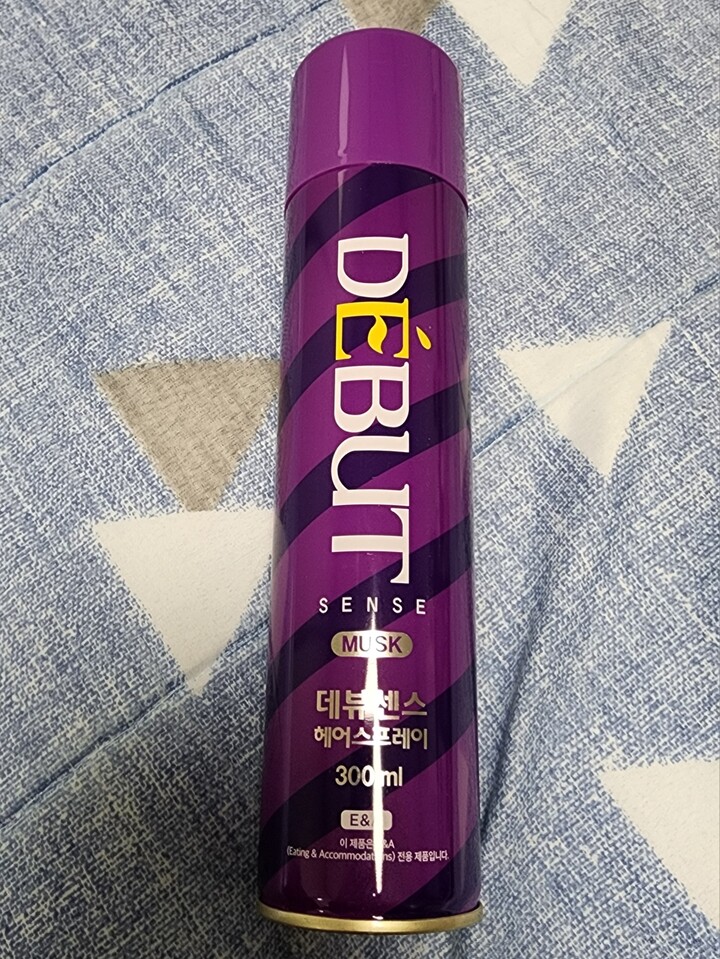 DÉBUT
SENSE
MUSK
데뷰센스
헤어스프레이
300ml
E&A
이 제품은 E&A
(Eating & Accommodations) 전용 제품입니다.